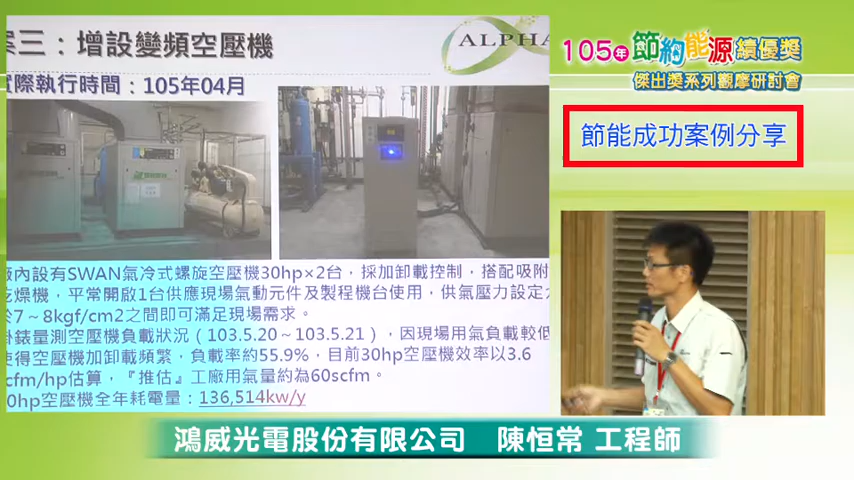 案三：增設變頻空壓機
ALPHA
實際執行時間：105年04月
廠內設有SWAN氣冷式螺旋空壓機30hp×2台，採加卸載控制，搭配吸附
乾燥機，平常開啟1台供應現場氣動元件及製程機台使用，供氣壓力設定
於7～8kgf/cm2之間即可滿足現場需求。
掛錶量測空壓機負載狀況（103.5.20～103.5.21），因現場用氣負載較低
使得空壓機加卸載頻繁，負載率約55.9%，目前30hp空壓機效率以3.6
scfm/hp估算，『推估』工廠用氣量約為60scfm。
30hp空壓機全年耗電量：136,514kw/y
105年節約能源績優獎
傑出獎系列觀摩研討會
節能成功案例分享
鴻威光電股份有限公司 陳恒常 工程師